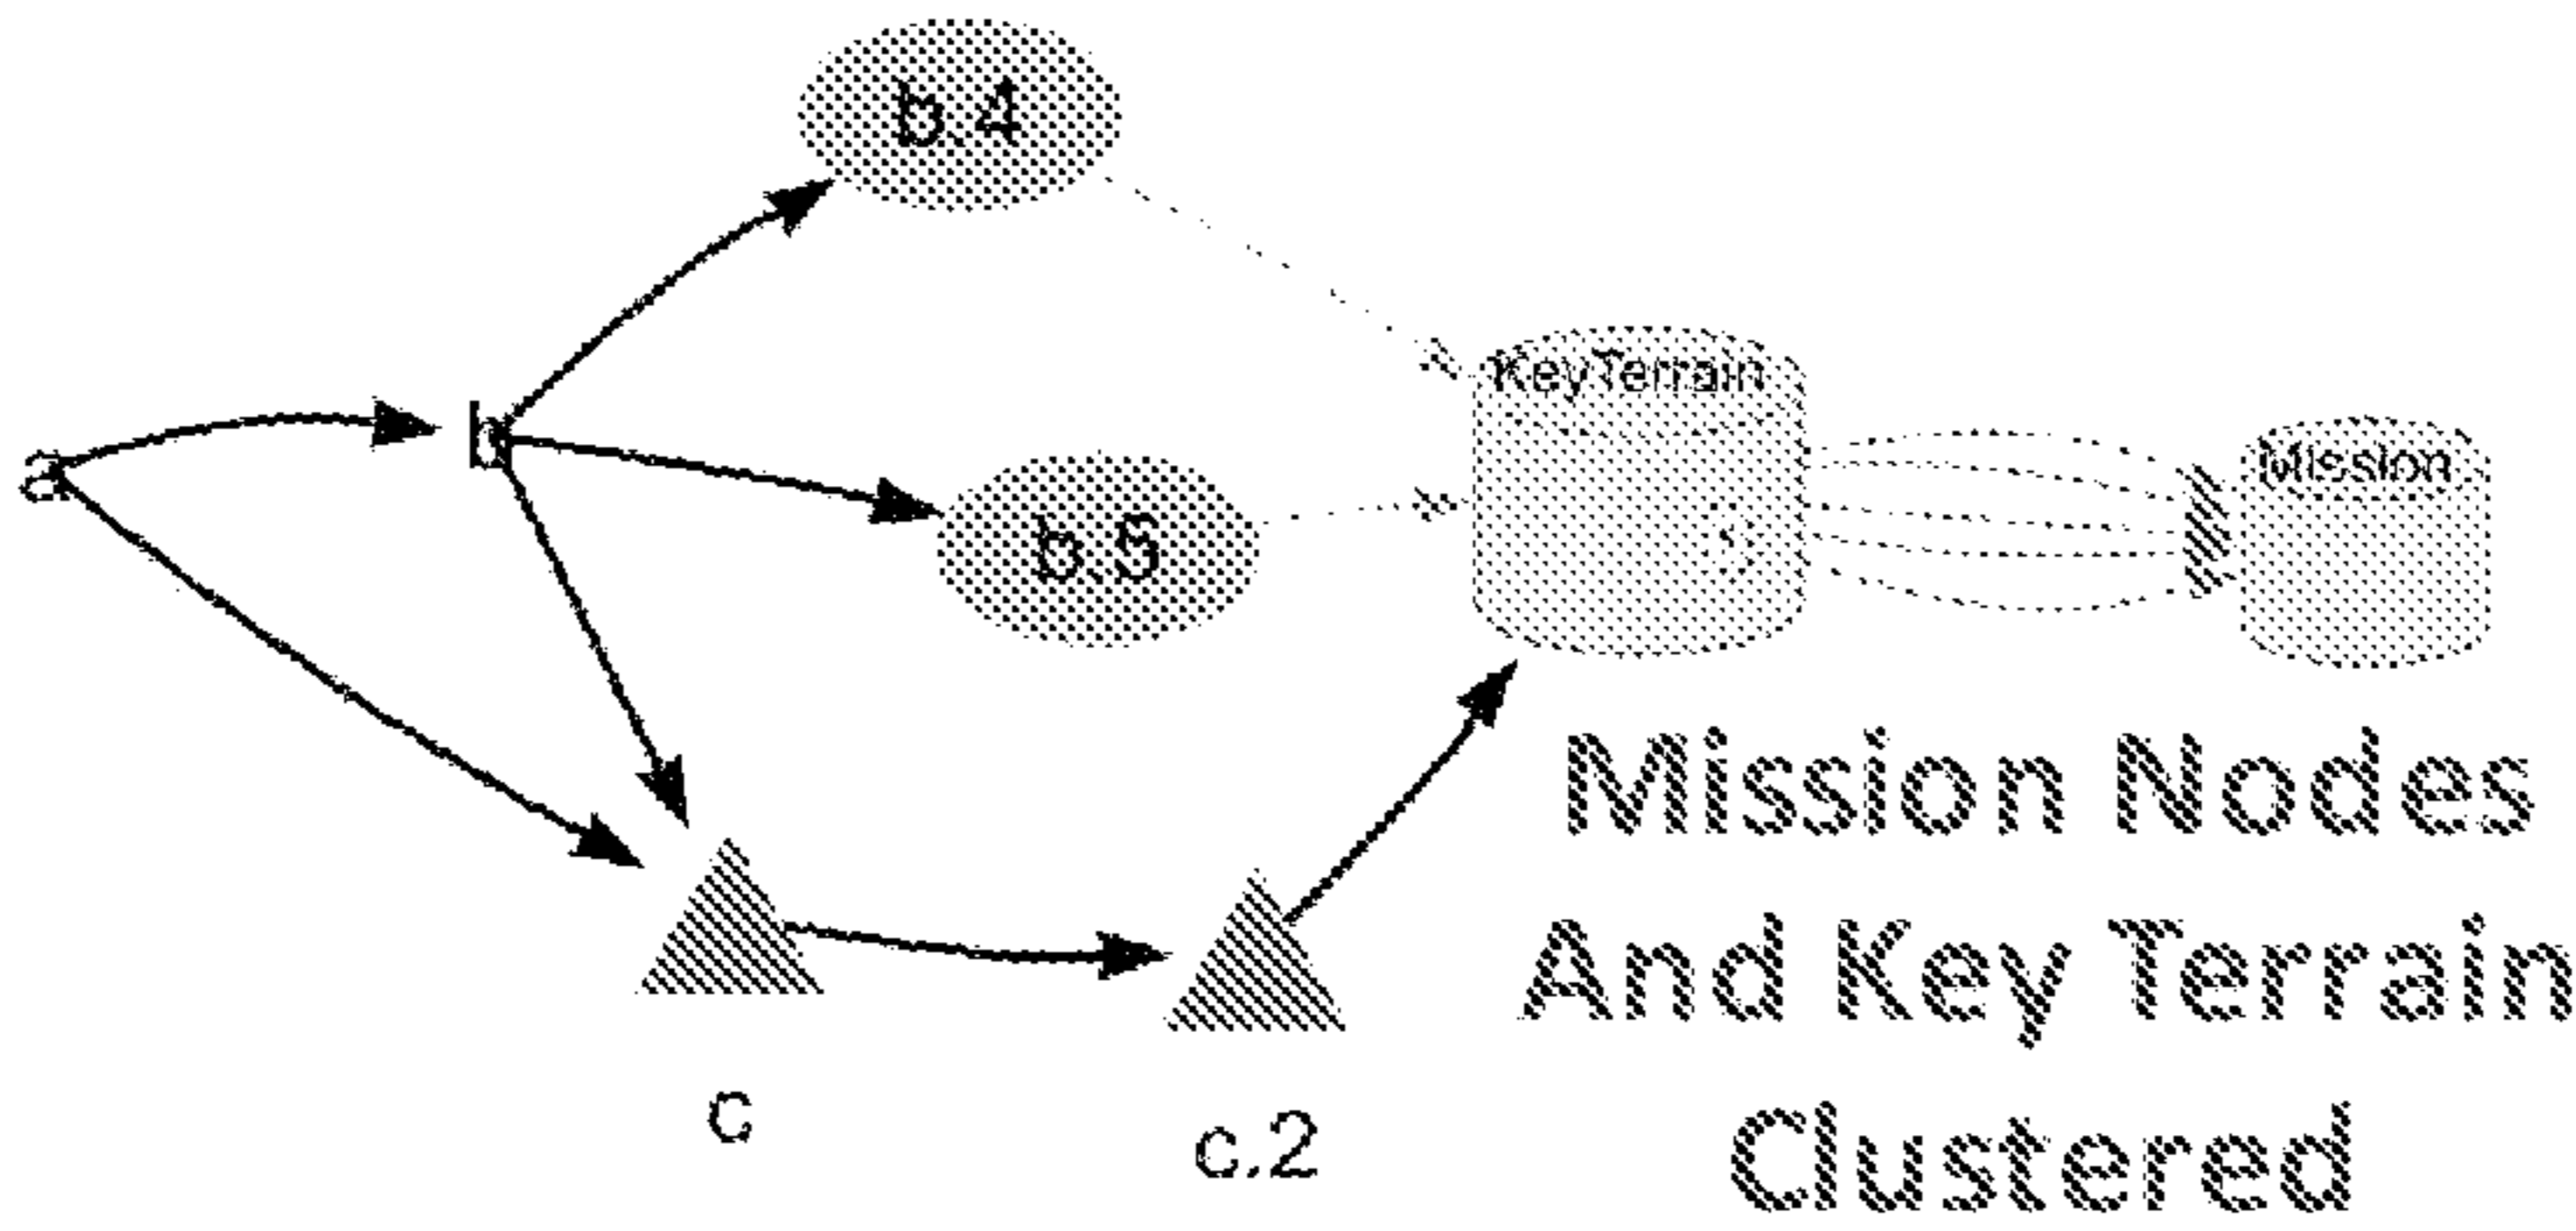 b.4
KeyTerrain
a
b
Mission
b.5
Mission Nodes
And Key Terrain
Clustered
c
c.2